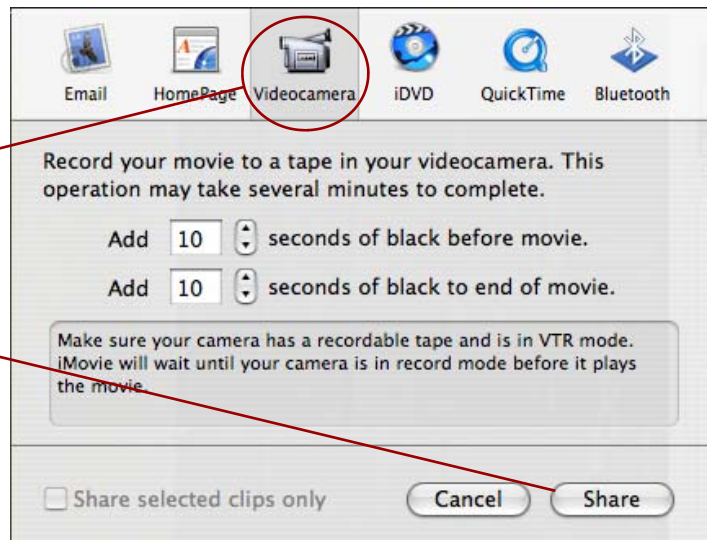 Email HomePage Videocamera iDVD QuickTime Bluetooth
Record your movie to a tape in your videocamera. This
operation may take several minutes to complete.
Add 10 seconds of black before movie.
Add 10 seconds of black to end of movie.
Make sure your camera has a recordable tape and is in VTR mode.
iMovie will wait until your camera is in record mode before it plays
the movie.
Share selected clips only Cancel Share